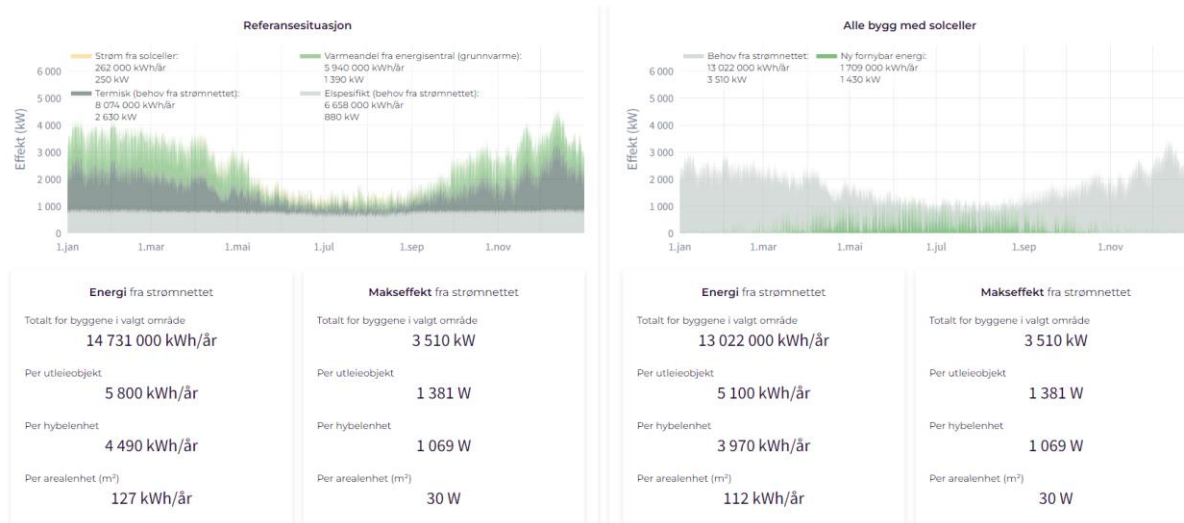 Referansesituasjon
Strøm fra solceller:
262 000 kWh/år
250 kW
Varmeandel fra energisentral (grunnvarme):
5 940 000 kWh/år
1 390 kW
Termisk (behov fra strømnettet):
8 074 000 kWh/år
2 630 kW
Elspesifikt (behov fra strømnettet):
6 658 000 kWh/år
880 kW
Effekt (kW)
6 000
5 000
4 000
3 000
2 000
1 000
0
1.jan
1.mar
1.mai
1.jul
1.sep
1.nov
Energi fra strømnettet
Totalt for byggene i valgt område
14 731 000 kWh/år
Per utleieobjekt
5 800 kWh/år
Per hybelenhet
4 490 kWh/år
Per arealenhet (m²)
127 kWh/år
Makseffekt fra strømnettet
Totalt for byggene i valgt område
3 510 kW
Per utleieobjekt
1 381 W
Per hybelenhet
1 069 W
Per arealenhet (m²)
30 W
Alle bygg med solceller
Behov fra strømnettet:
13 022 000 kWh/år
3 510 kW
Ny fornybar energi:
1 709 000 kWh/år
1 430 kW
Effekt (kW)
6 000
5 000
4 000
3 000
2 000
1 000
0
1.jan
1.mar
1.mai
1.jul
1.sep
1.nov
Energi fra strømnettet
Totalt for byggene i valgt område
13 022 000 kWh/år
Per utleieobjekt
5 100 kWh/år
Per hybelenhet
3 970 kWh/år
Per arealenhet (m²)
112 kWh/år
Makseffekt fra strømnettet
Totalt for byggene i valgt område
3 510 kW
Per utleieobjekt
1 381 W
Per hybelenhet
1 069 W
Per arealenhet (m²)
30 W